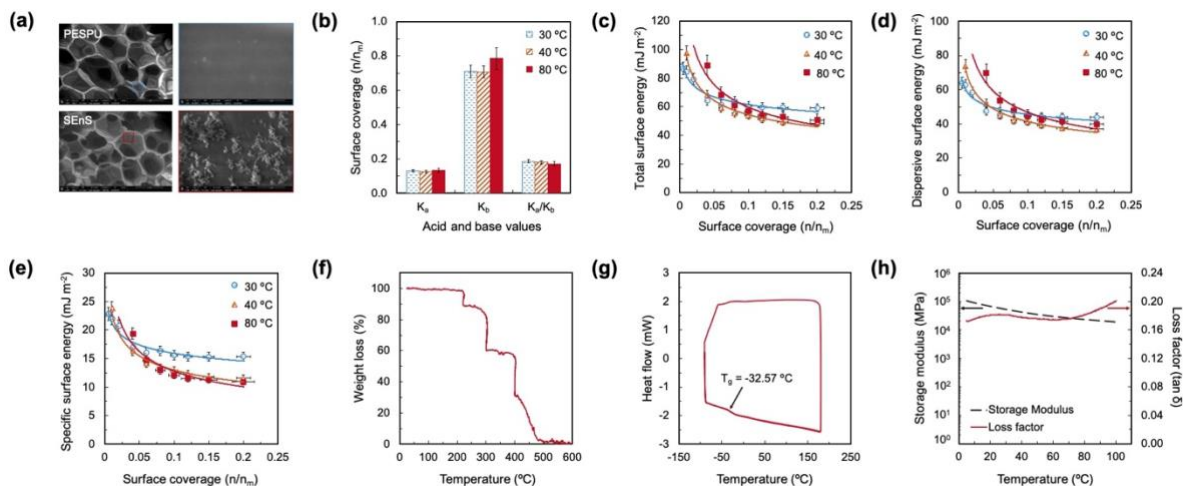 (a)
PESPU
SEnS
(b)
Surface coverage (n/nm)
1.0
0.8
0.6
0.4
0.2
0.0
30 ºC
40 ºC
80 ºC
Ka
Kb
Ka/Kb
Acid and base values
(c)
Total surface energy (mJ m-2)
120
100
80
60
40
20
0
30 ºC
40 ºC
80 ºC
0
0.05
0.1
0.15
0.2
0.25
Surface coverage (n/nm)
(d)
Dispersive surface energy (mJ m-2)
100
80
60
40
20
0
30 ºC
40 ºC
80 ºC
0
0.05
0.1
0.15
0.2
0.25
Surface coverage (n/nm)
(e)
Specific surface energy (mJ m-2)
30
25
20
15
10
5
0
30 ºC
40 ºC
80 ºC
0
0.05
0.1
0.15
0.2
0.25
Surface coverage (n/nm)
(f)
Weight loss (%)
120
100
80
60
40
20
0
0 100 200 300 400 500 600
Temperature (ºC)
(g)
Heat flow (mW)
3
2
1
0
-1
-2
-3
Tg = -32.57 ºC
-150
-50
50
150
250
Temperature (ºC)
(h)
Storage modulus (MPa)
10⁶
10⁵
10⁴
10³
10²
10¹
10⁰
Storage Modulus
Loss factor
0 20 40 60 80 100
Temperature (ºC)
0.24
0.20
0.16
0.12
0.08
0.04
0.00
Loss factor (tan δ)